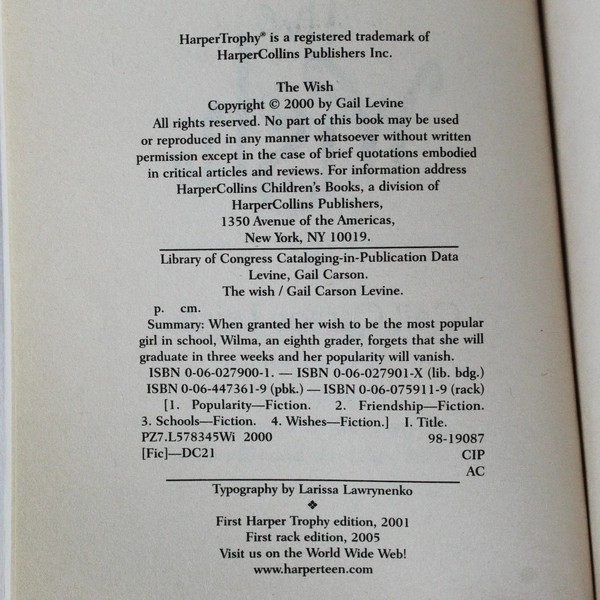 HarperTrophy® is a registered trademark of
HarperCollins Publishers Inc.
The Wish
Copyright © 2000 by Gail Levine
All rights reserved. No part of this book may be used
or reproduced in any manner whatsoever without written
permission except in the case of brief quotations embodied
in critical articles and reviews. For information address
HarperCollins Children's Books, a division of
HarperCollins Publishers,
1350 Avenue of the Americas,
New York, NY 10019.
Library of Congress Cataloging-in-Publication Data
Levine, Gail Carson.
The wish / Gail Carson Levine.
p. cm.
Summary: When granted her wish to be the most popular
girl in school, Wilma, an eighth grader, forgets that she will
graduate in three weeks and her popularity will vanish.
ISBN 0-06-027900-1. — ISBN 0-06-027901-X (lib. bdg.)
ISBN 0-06-447361-9 (pbk.) — ISBN 0-06-075911-9 (rack)
[1. Popularity—Fiction. 2. Friendship—Fiction.
3. Schools—Fiction. 4. Wishes—Fiction.] I. Title.
PZ7.L578345Wi 2000 98-19087
[Fic]—DC21 CIP
AC
Typography by Larissa Lawrynenko
❖
First Harper Trophy edition, 2001
First rack edition, 2005
Visit us on the World Wide Web!
www.harperteen.com